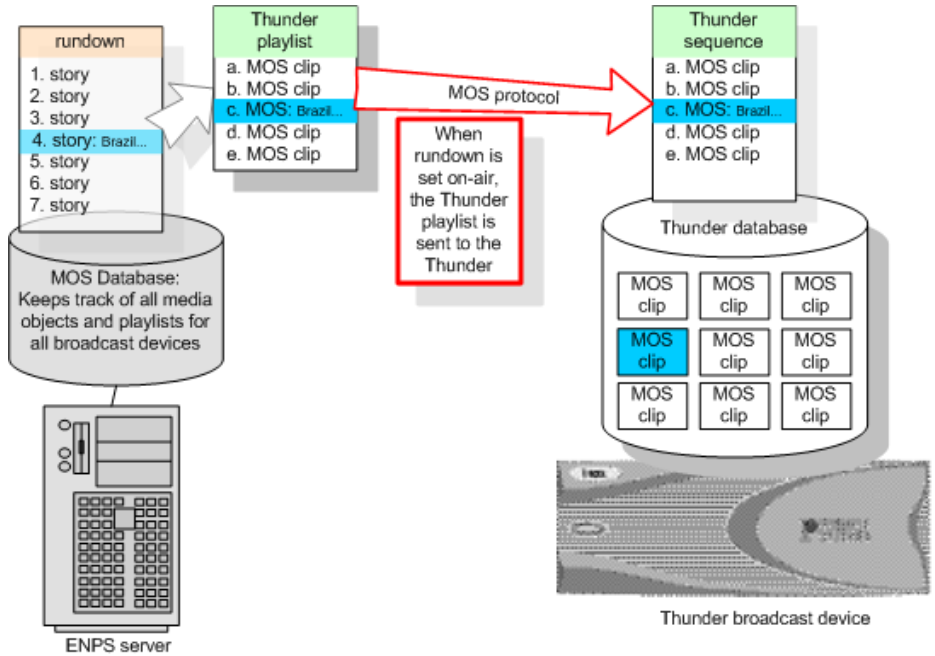 rundown
1. story
2. story
3. story
4. story: Brazil...
5. story
6. story
7. story
Thunder
playlist
a. MOS clip
b. MOS clip
c. MOS: Brazil...
d. MOS clip
e. MOS clip
MOS protocol
When
rundown is
set on-air,
the Thunder
playlist is
sent to the
Thunder
Thunder
sequence
a. MOS clip
b. MOS clip
c. MOS: Brazil...
d. MOS clip
e. MOS clip
MOS Database:
Keeps track of all media
objects and playlists for
all broadcast devices
ENPS server
Thunder database
MOS
clip
MOS
clip
MOS
clip
MOS
clip
MOS
clip
MOS
clip
MOS
clip
MOS
clip
MOS
clip
Thunder broadcast device